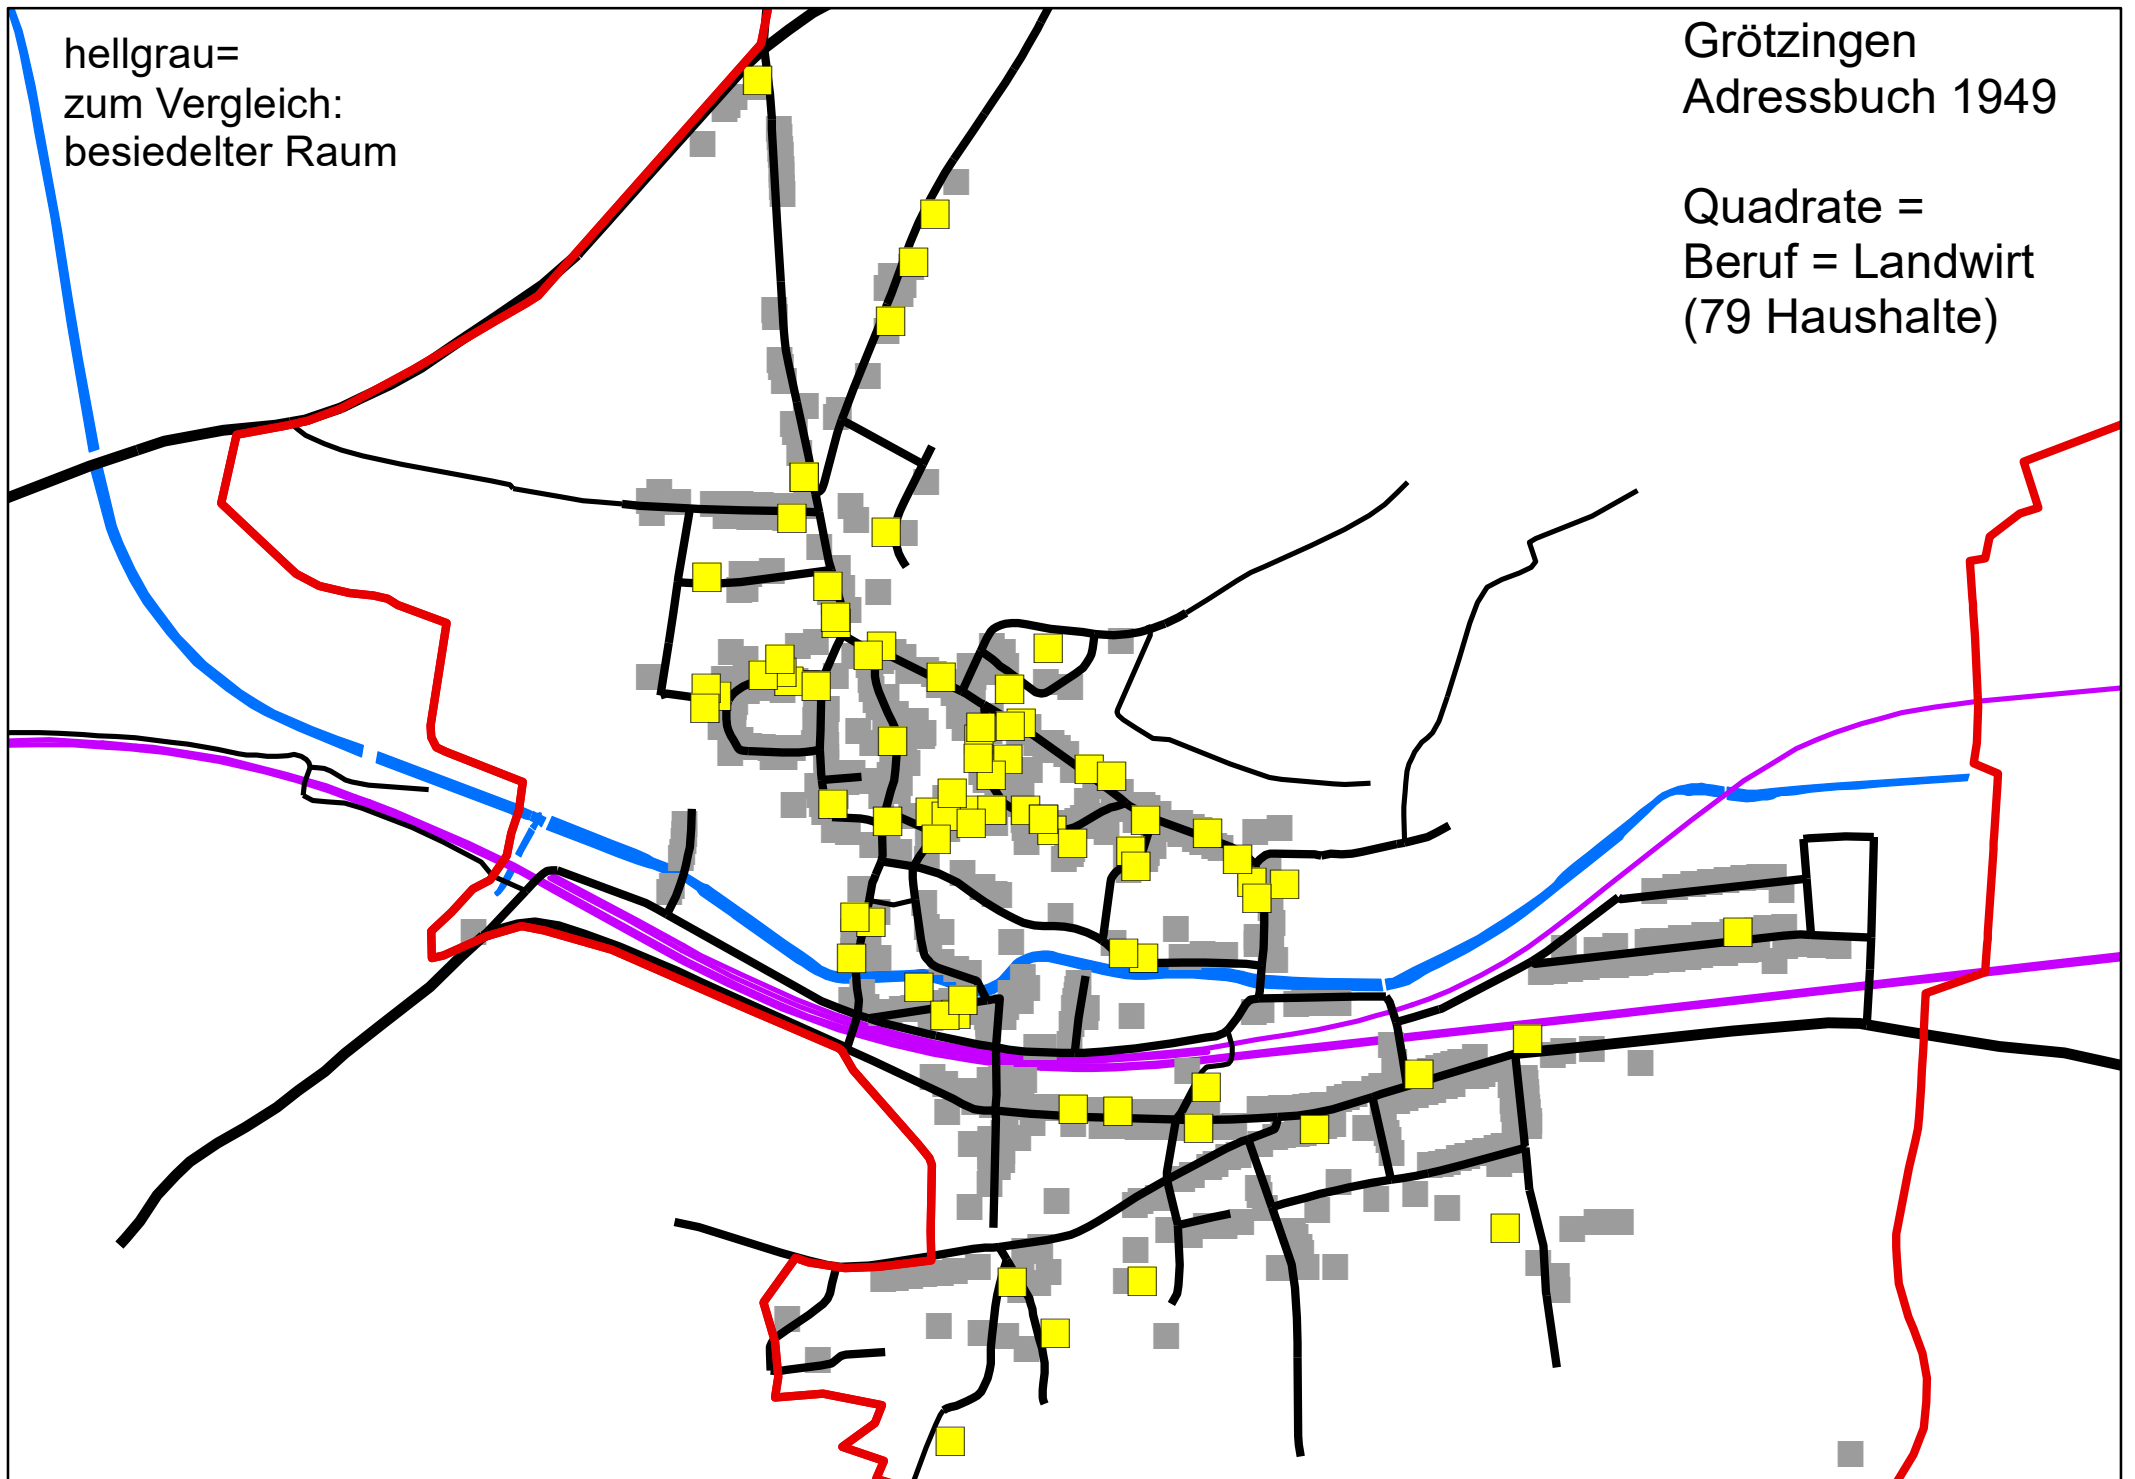 hellgrau=
zum Vergleich:
besiedelter Raum
Grötzingen
Adressbuch 1949
Quadrate =
Beruf = Landwirt
(79 Haushalte)